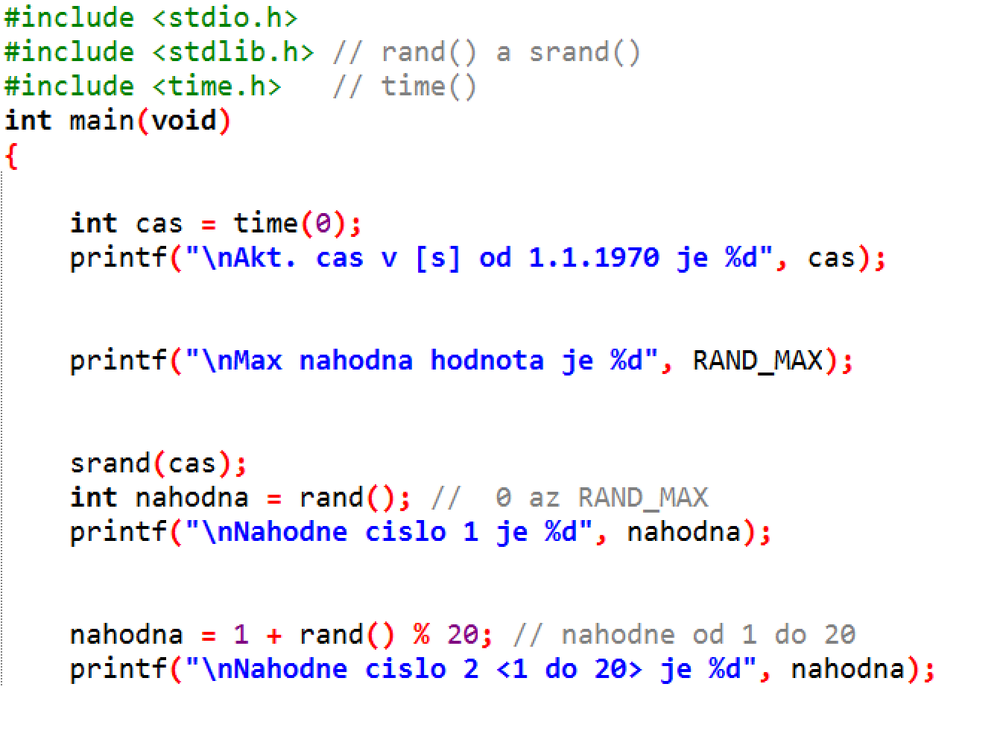 #include <stdio.h>
#include <stdlib.h> // rand() a srand()
#include <time.h>   // time()
int main(void)
{
    int cas = time(0);
    printf("\nAkt. cas v [s] od 1.1.1970 je %d", cas);
    printf("\nMax nahodna hodnota je %d", RAND_MAX);
    srand(cas);
    int nahodna = rand(); //  0 az RAND_MAX
    printf("\nNahodne cislo 1 je %d", nahodna);
    nahodna = 1 + rand() % 20; // nahodne od 1 do 20
    printf("\nNahodne cislo 2 <1 do 20> je %d", nahodna);